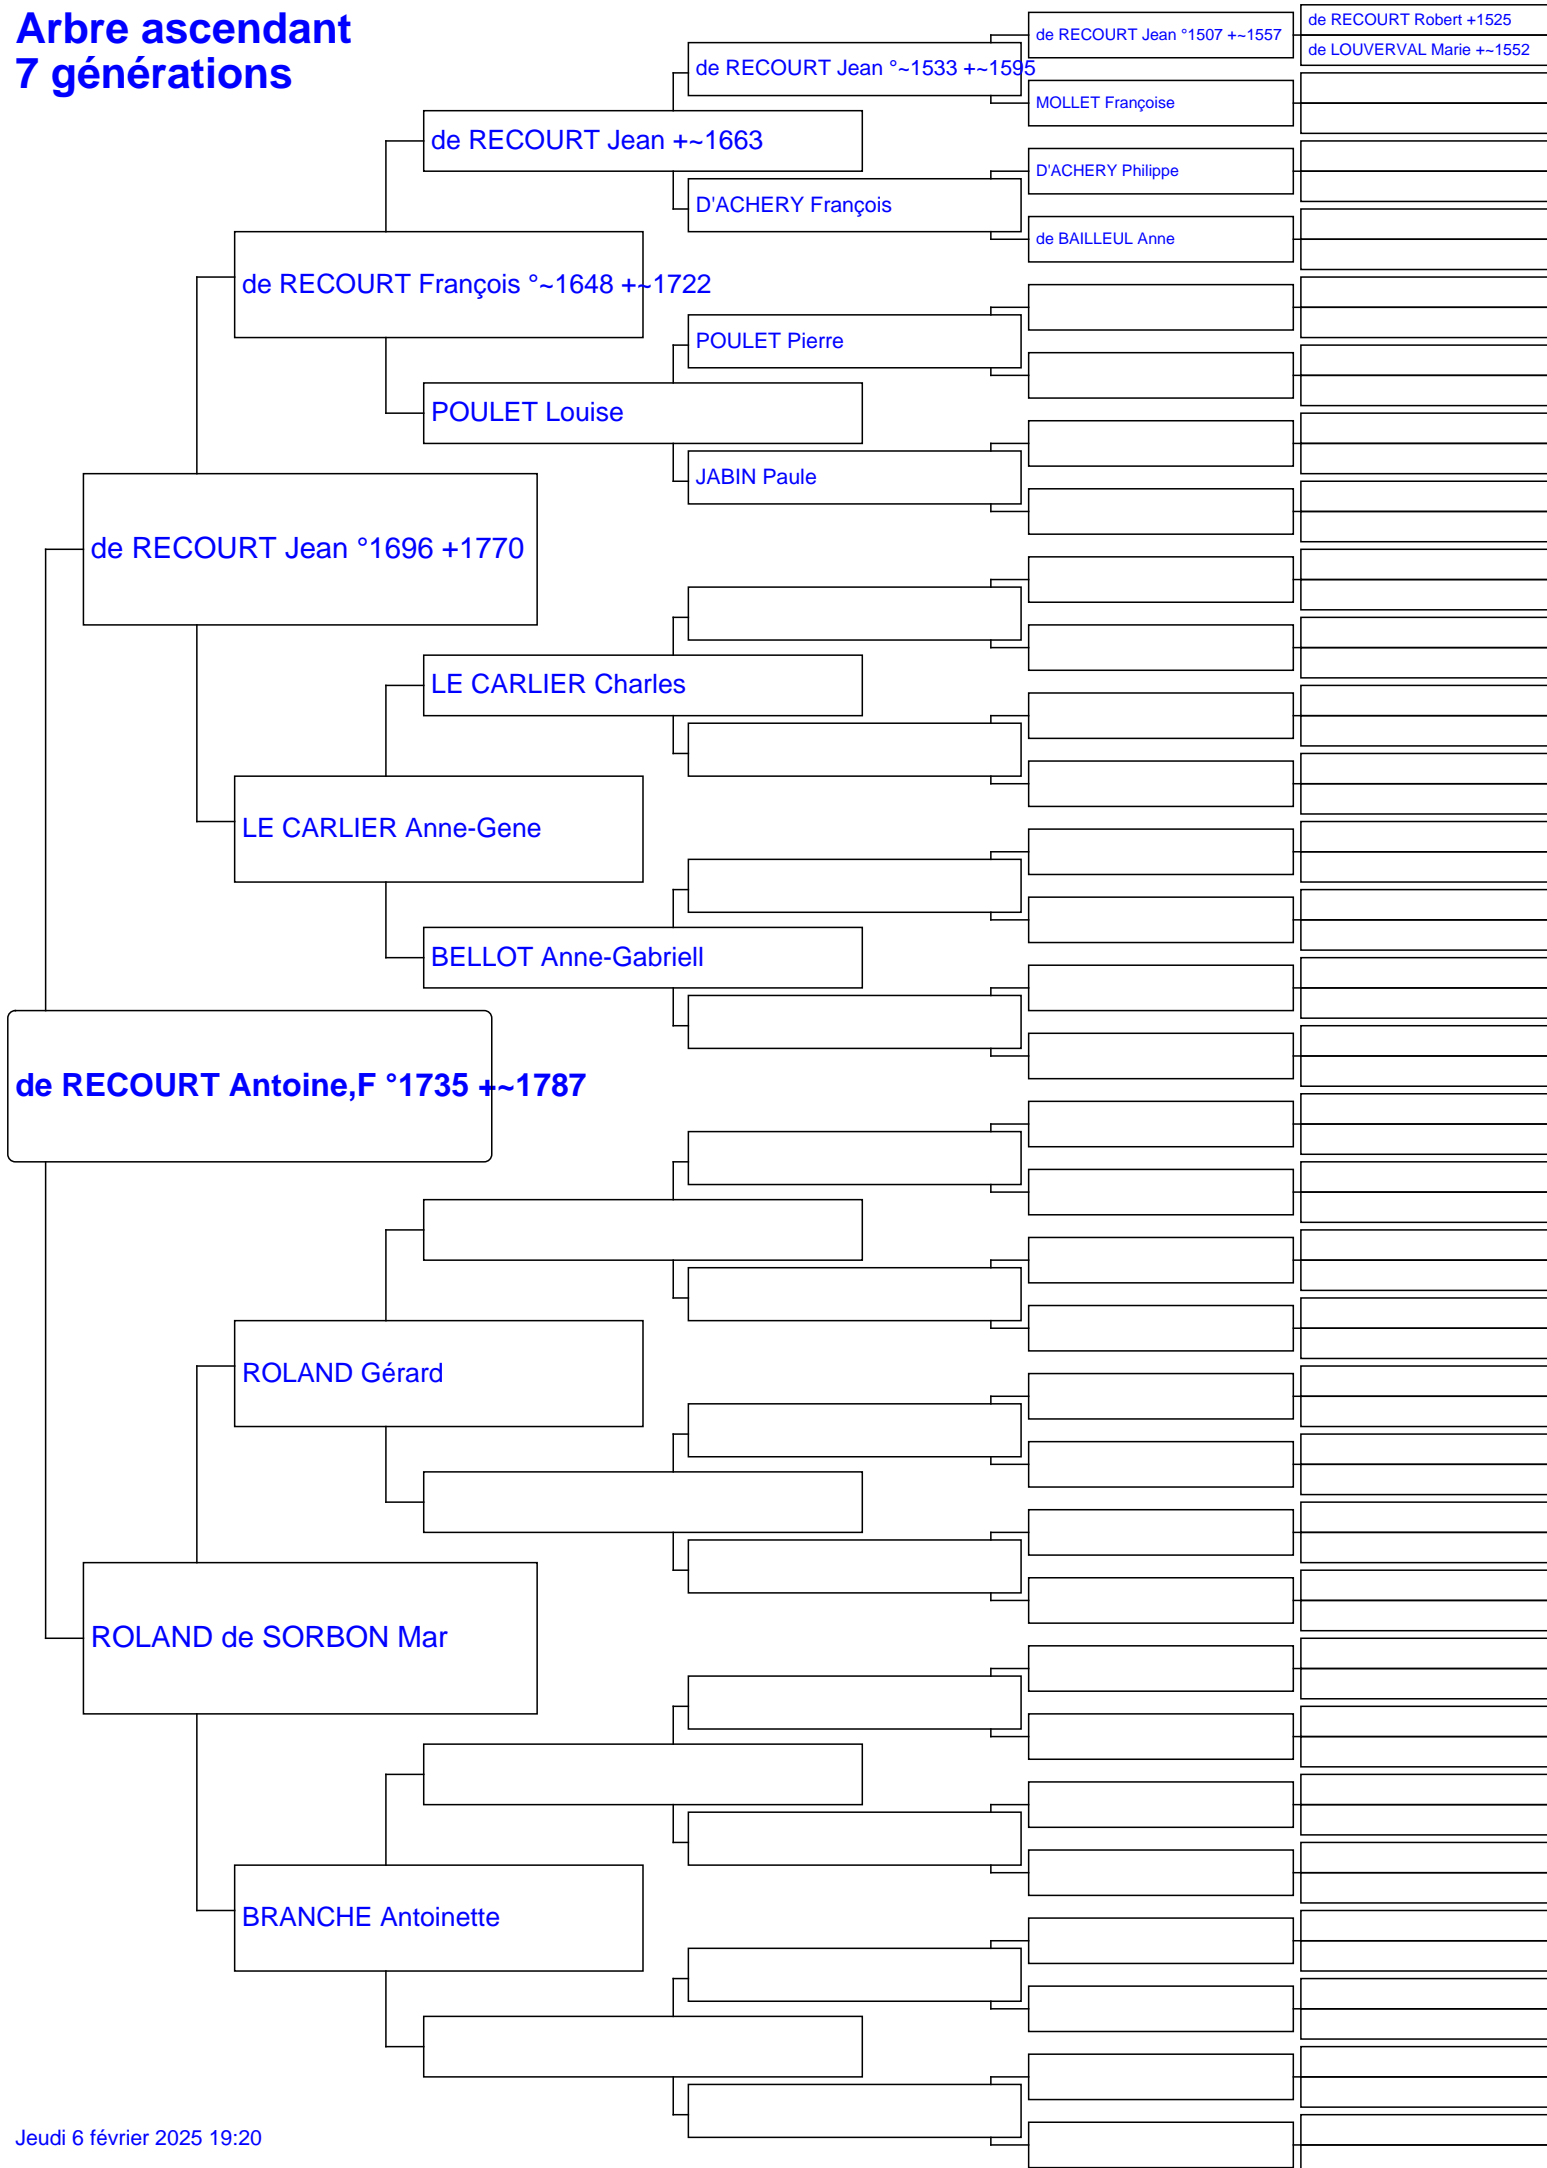 Arbre ascendant
7 générations
de RECOURT Robert +1525
de RECOURT Jean °1507 +~1557
de LOUVERVAL Marie +~1552
de RECOURT Jean °~1533 +~1595
MOLLET Françoise
de RECOURT Jean +~1663
D'ACHERY Philippe
D'ACHERY François
de BAILLEUL Anne
de RECOURT François °~1648 +~1722
POULET Pierre
POULET Louise
JABIN Paule
de RECOURT Jean °1696 +1770
LE CARLIER Charles
LE CARLIER Anne-Gene
BELLOT Anne-Gabriell
de RECOURT Antoine,F °1735 +~1787
ROLAND Gérard
ROLAND de SORBON Mar
BRANCHE Antoinette
Jeudi 6 février 2025 19:20